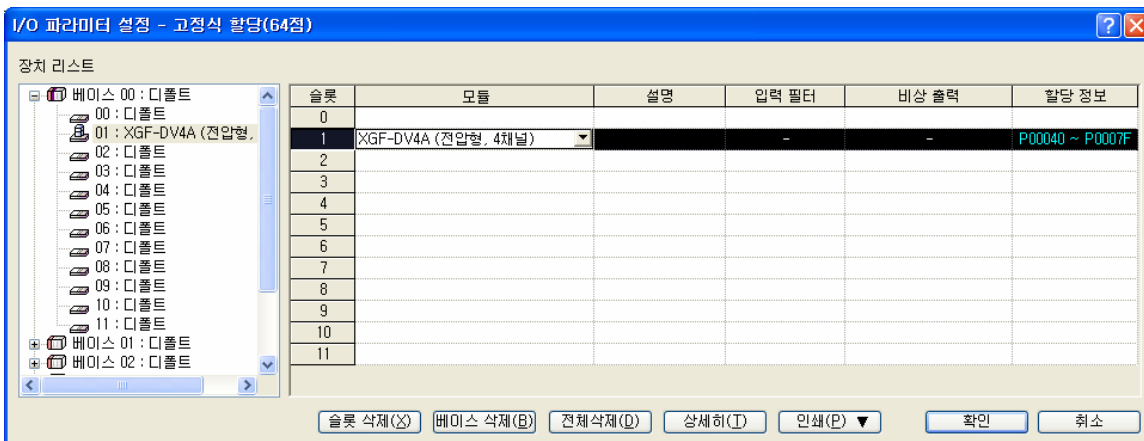 I/O 파라미터 설정 - 고정식 할당(64점)
장치 리스트
베이스 00 : 디폴트
00 : 디폴트
01 : XGF-DV4A (전압형,
02 : 디폴트
03 : 디폴트
04 : 디폴트
05 : 디폴트
06 : 디폴트
07 : 디폴트
08 : 디폴트
09 : 디폴트
10 : 디폴트
11 : 디폴트
베이스 01 : 디폴트
베이스 02 : 디폴트
슬롯 모듈 설명 입력 필터 비상 출력 할당 정보
0
1 XGF-DV4A (전압형, 4채널) - - P00040 ~ P0007F
2
3
4
5
6
7
8
9
10
11
슬롯 삭제(X) 베이스 삭제(B) 전체삭제(D) 상세히(T) 인쇄(P) ▼ 확인 취소